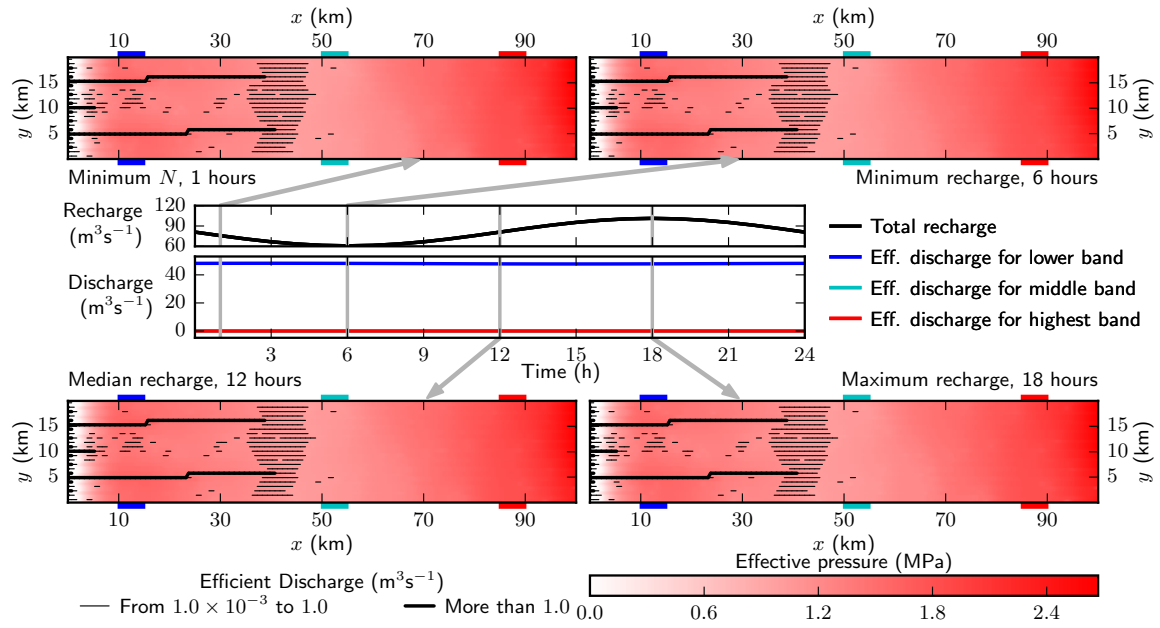 x (km)
x (km)
10 30 50 70 90
10 30 50 70 90
y (km)
15
10
5
15
10
5
y (km)
Minimum N, 1 hours
Minimum recharge, 6 hours
Recharge
(m³s⁻¹)
120
90
60
Discharge
(m³s⁻¹)
40
0
3 6 9 12 15 18 21 24
Time (h)
Total recharge
Eff. discharge for lower band
Eff. discharge for middle band
Eff. discharge for highest band
Median recharge, 12 hours
Maximum recharge, 18 hours
y (km)
15
10
5
15
10
5
y (km)
10 30 50 70 90
10 30 50 70 90
x (km)
x (km)
Efficient Discharge (m³s⁻¹)
From 1.0 × 10⁻³ to 1.0
More than 1.0
Effective pressure (MPa)
0.0 0.6 1.2 1.8 2.4